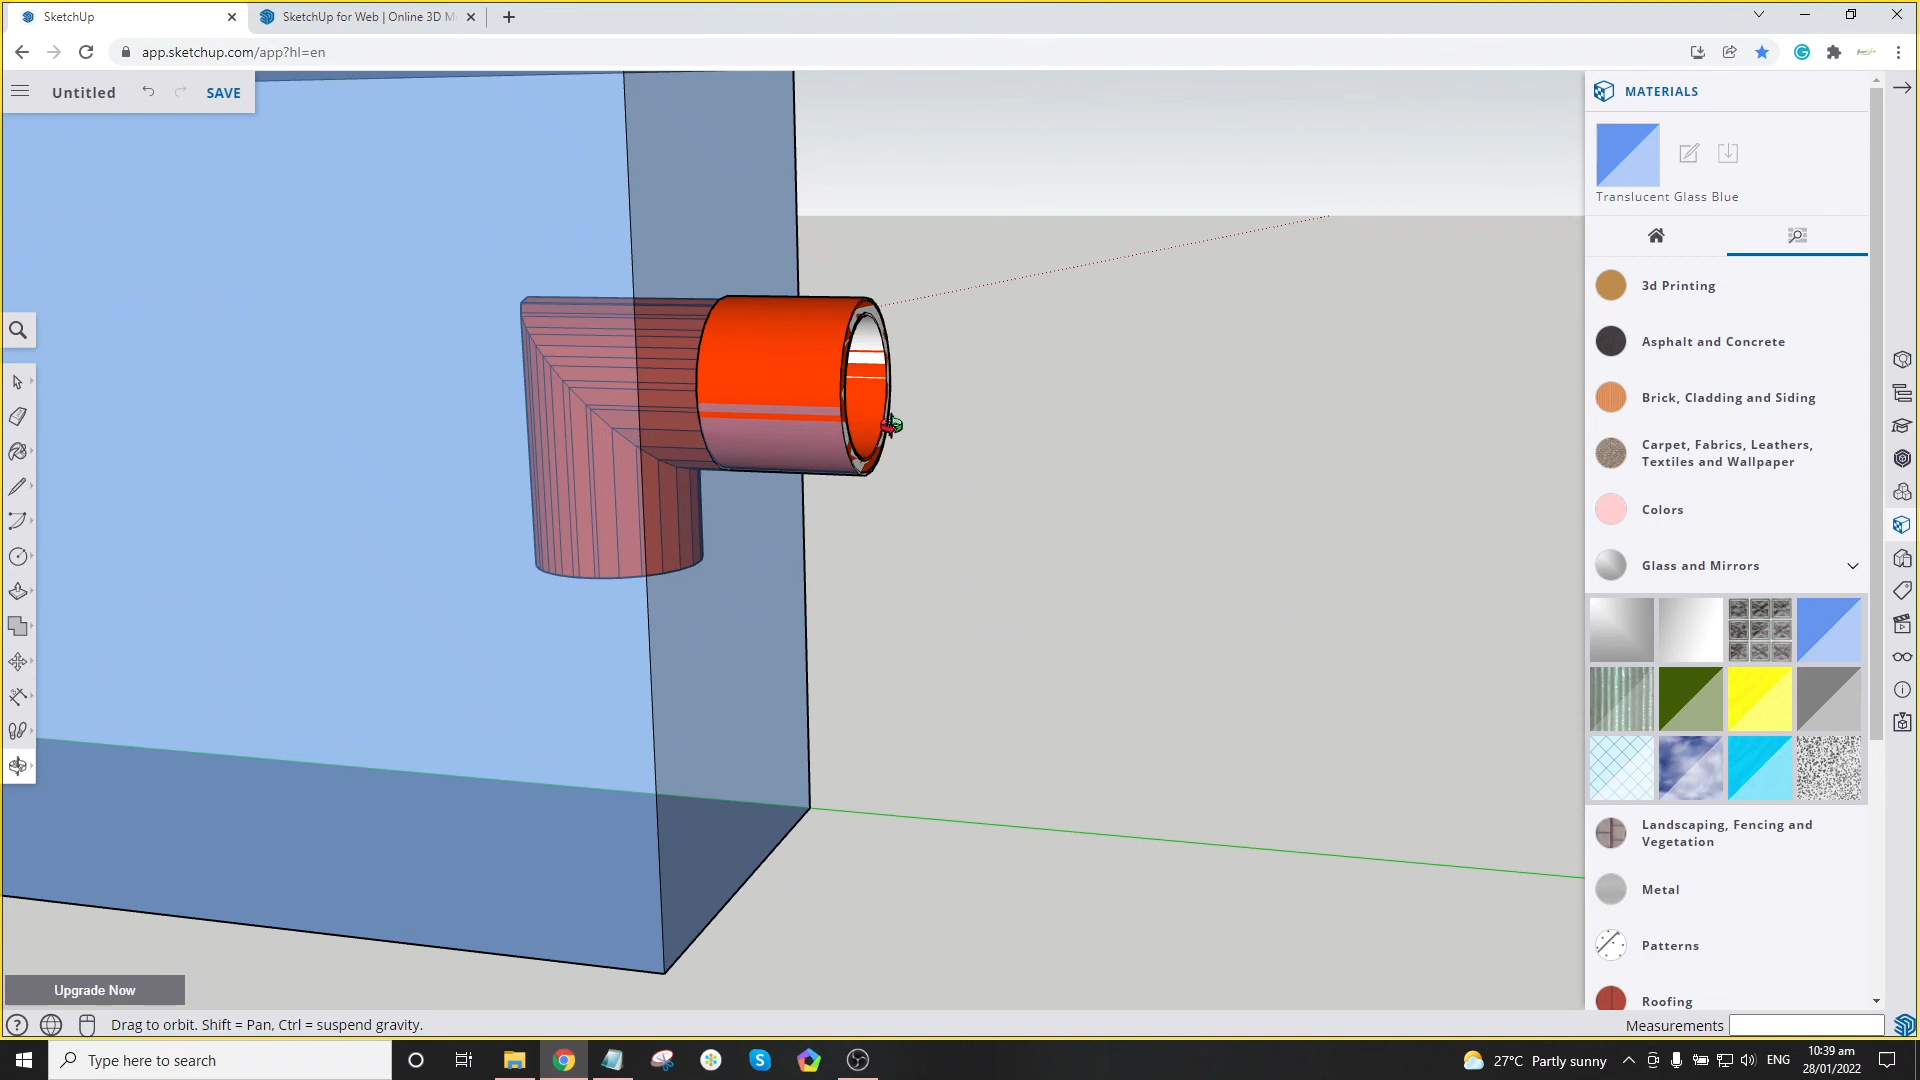 SketchUp
SketchUp for Web | Online 3D M
app.sketchup.com/app?hl=en
Untitled
SAVE
MATERIALS
Translucent Glass Blue
3d Printing
Asphalt and Concrete
Brick, Cladding and Siding
Carpet, Fabrics, Leathers,
Textiles and Wallpaper
Colors
Glass and Mirrors
Landscaping, Fencing and
Vegetation
Metal
Patterns
Roofing
Upgrade Now
Drag to orbit. Shift = Pan, Ctrl = suspend gravity.
Measurements
Type here to search
27°C Partly sunny
ENG
10:39 am
28/01/2022